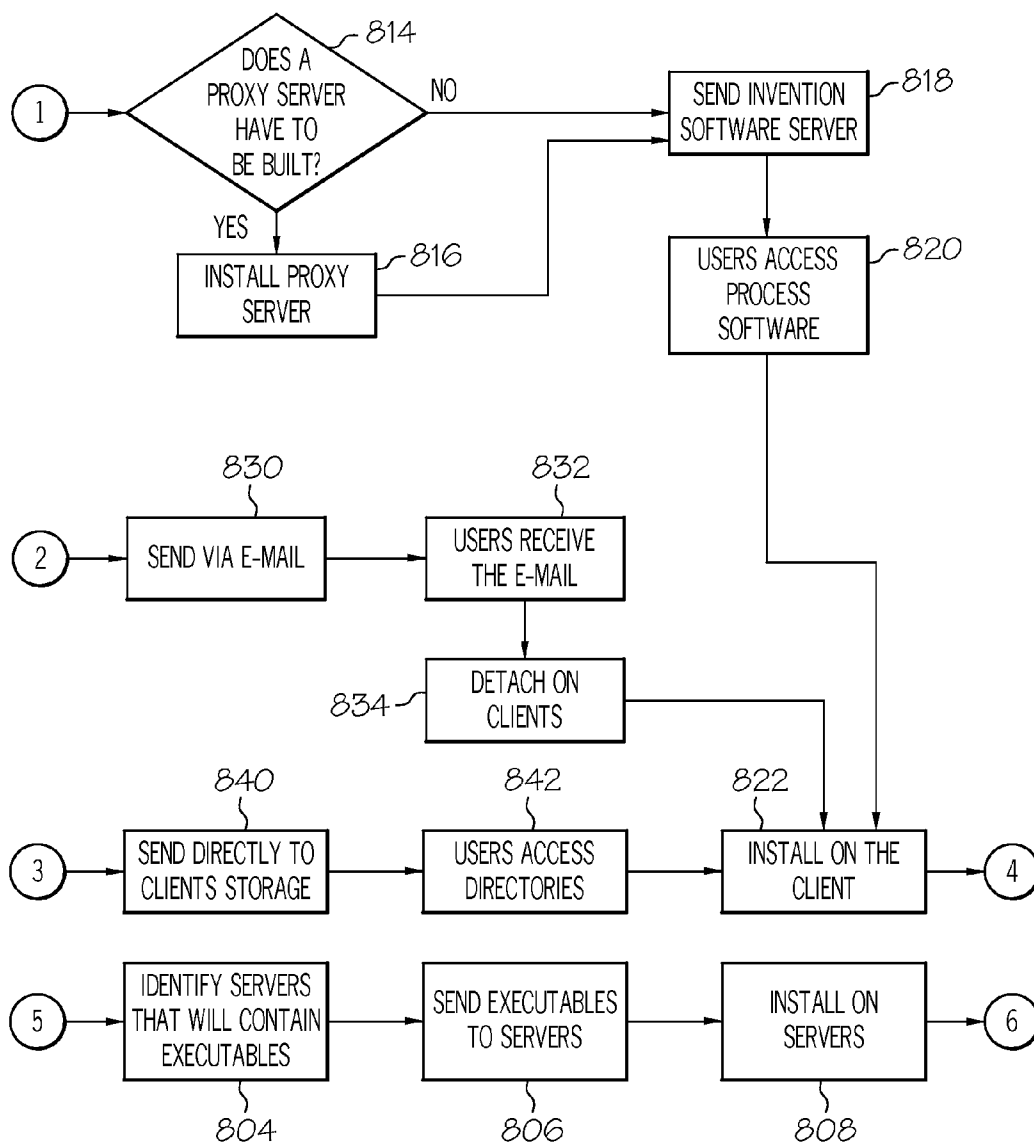 814
DOES A
PROXY SERVER
HAVE TO
BE BUILT?
1
NO
SEND INVENTION
SOFTWARE SERVER
818
YES
INSTALL PROXY
SERVER
816
USERS ACCESS
PROCESS
SOFTWARE
820
830
832
2
SEND VIA E-MAIL
USERS RECEIVE
THE E-MAIL
834
DETACH ON
CLIENTS
840
842
822
3
SEND DIRECTLY TO
CLIENTS STORAGE
USERS ACCESS
DIRECTORIES
INSTALL ON THE
CLIENT
4
5
IDENTIFY SERVERS
THAT WILL CONTAIN
EXECUTABLES
SEND EXECUTABLES
TO SERVERS
INSTALL ON
SERVERS
6
804
806
808